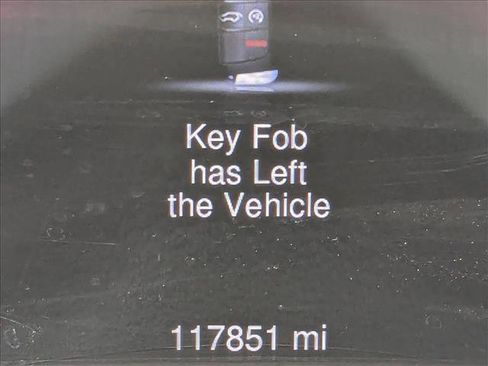 Key Fob
has Left
the Vehicle
117851 mi